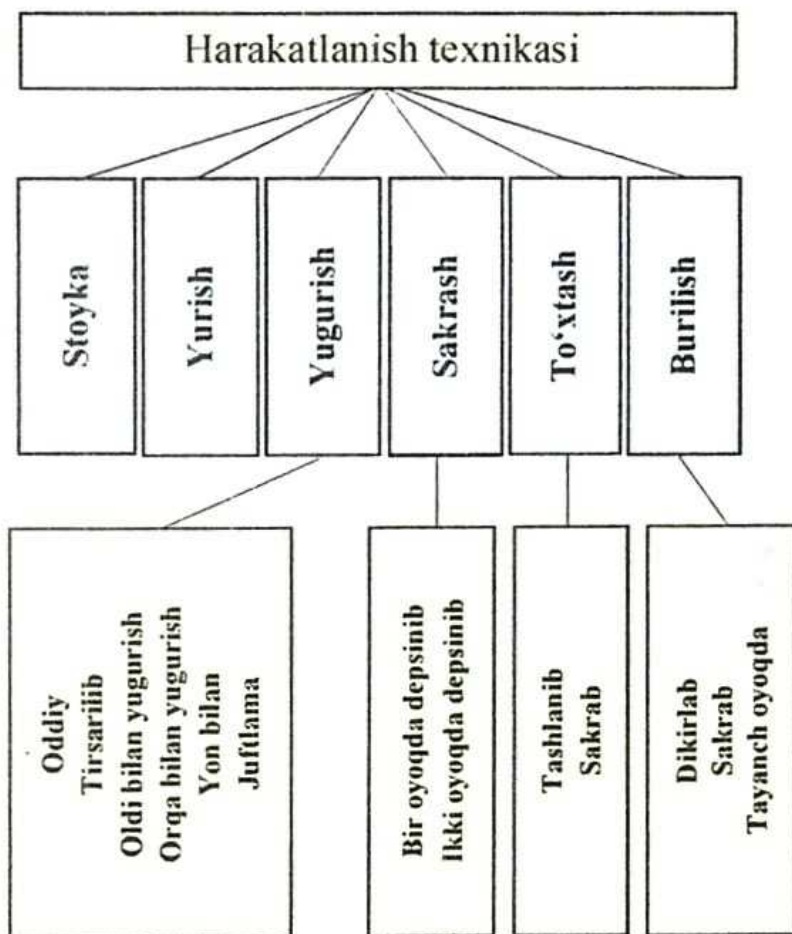 Harakatlanish texnikasi
Stoyka
Yurish
Yugurish
Sakrash
To‘xtash
Burilish
Oddiy
Tirsariiib
Oldi bilan yugurish
Orqa bilan yugurish
Yon bilan
Juftlama
Bir oyoqda depsinib
Ikki oyoqda depsinib
Tashlanib
Sakrab
Dikirlab
Sakrab
Tayanch oyoqda